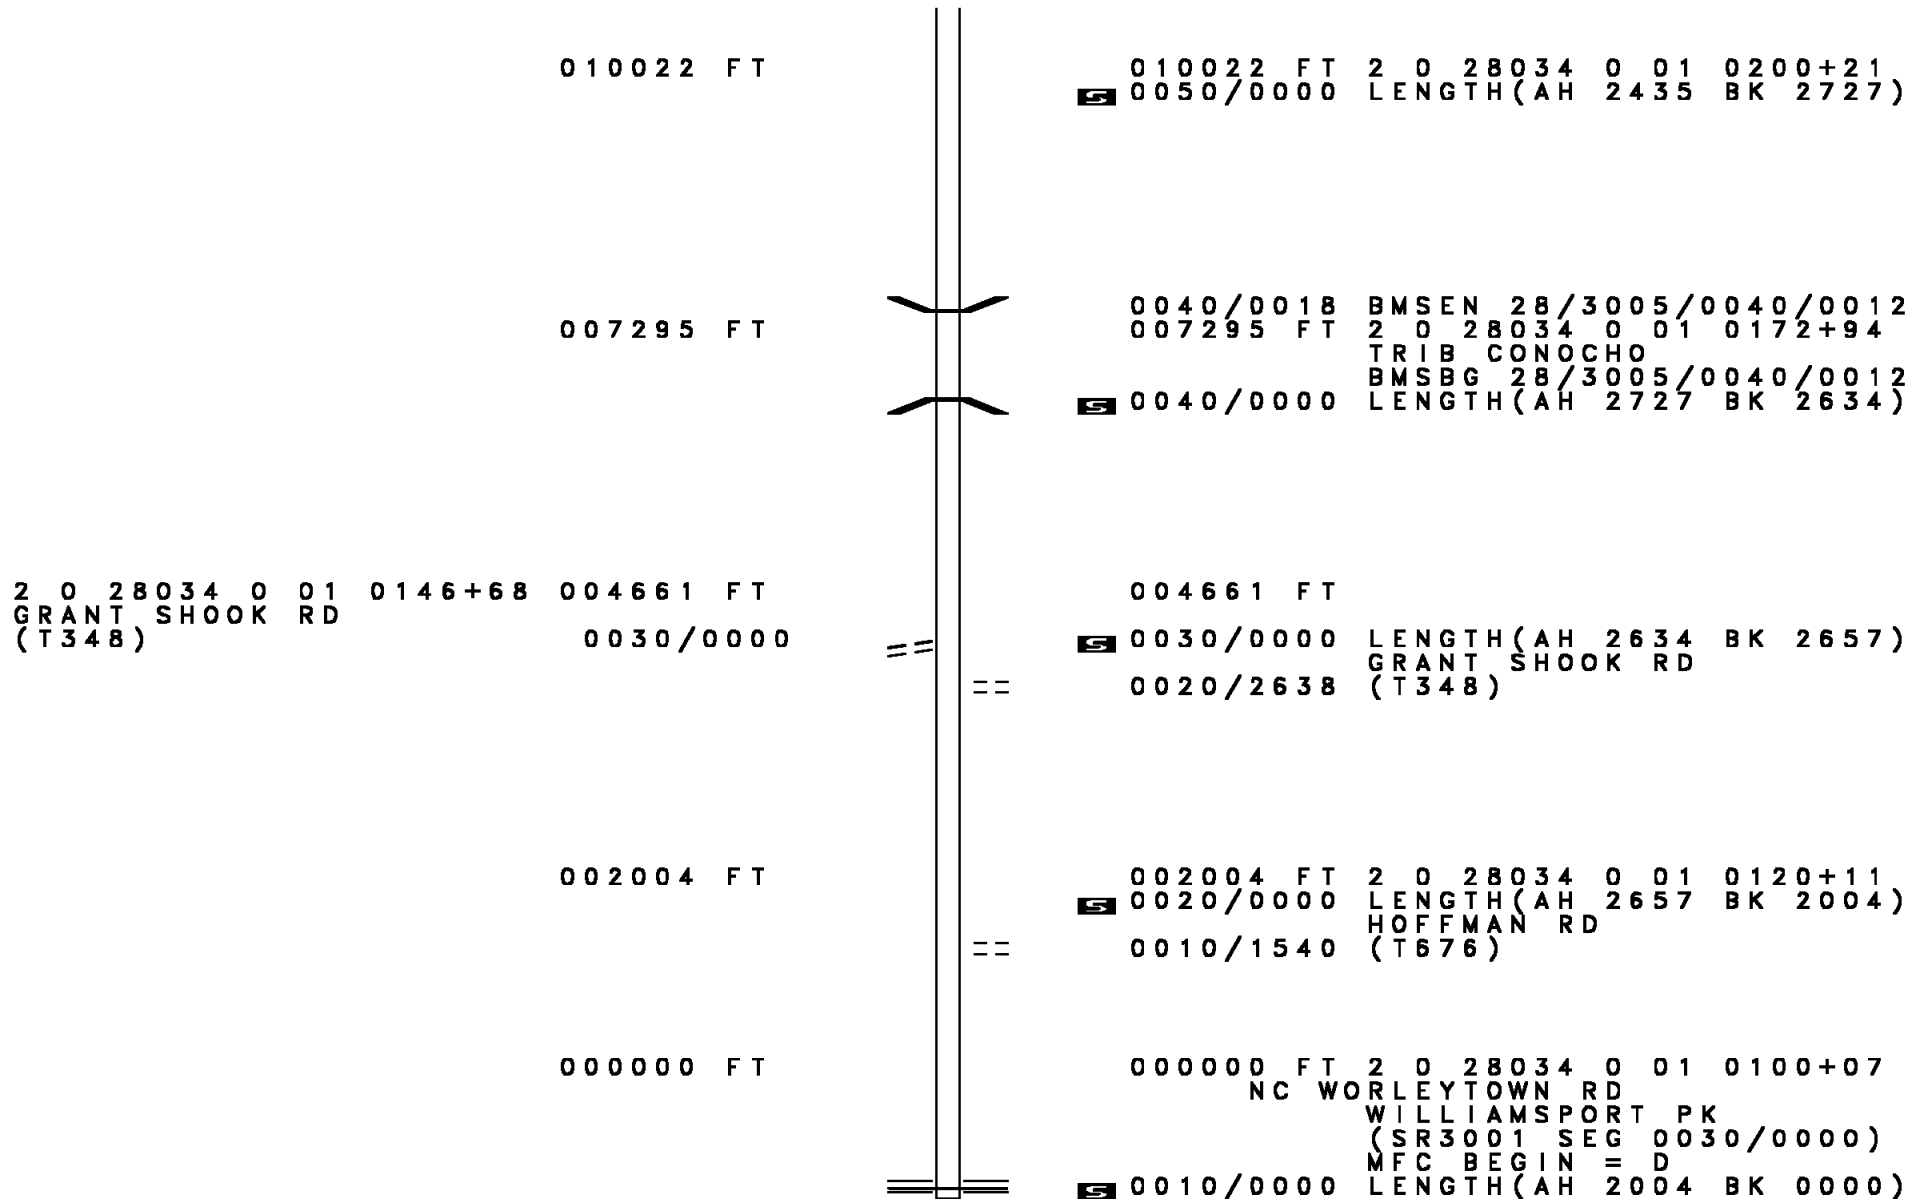 010022 FT 010022 FT 2 0 28034 0 01 0200+21
S 0050/0000 LENGTH(AH 2435 BK 2727)
0040/0018 BMSEN 28/3005/0040/0012
007295 FT 007295 FT 2 0 28034 0 01 0172+94
TRIB CONOCHO
BMSBG 28/3005/0040/0012
S 0040/0000 LENGTH(AH 2727 BK 2634)
2 0 28034 0 01 0146+68 004661 FT 004661 FT
GRANT SHOOK RD
(T348) 0030/0000 S 0030/0000 LENGTH(AH 2634 BK 2657)
GRANT SHOOK RD
0020/2638 (T348)
002004 FT 002004 FT 2 0 28034 0 01 0120+11
S 0020/0000 LENGTH(AH 2657 BK 2004)
HOFFMAN RD
0010/1540 (T676)
000000 FT 000000 FT 2 0 28034 0 01 0100+07
NC WORLEYTOWN RD
WILLIAMSPORT PK
(SR3001 SEG 0030/0000)
MFC BEGIN = D
S 0010/0000 LENGTH(AH 2004 BK 0000)